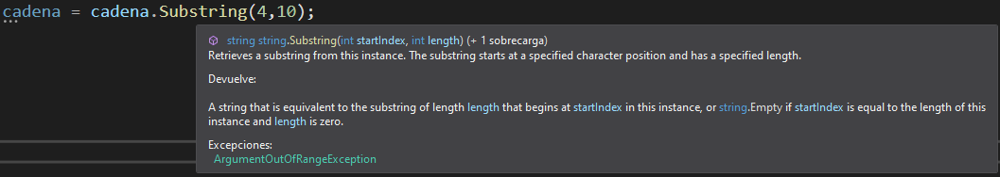 cadena = cadena.Substring(4,10);
string string.Substring(int startIndex, int length) (+ 1 sobrecarga)
Retrieves a substring from this instance. The substring starts at a specified character position and has a specified length.
Devuelve:
A string that is equivalent to the substring of length length that begins at startIndex in this instance, or string.Empty if startIndex is equal to the length of this
instance and length is zero.
Excepciones:
ArgumentOutOfRangeException